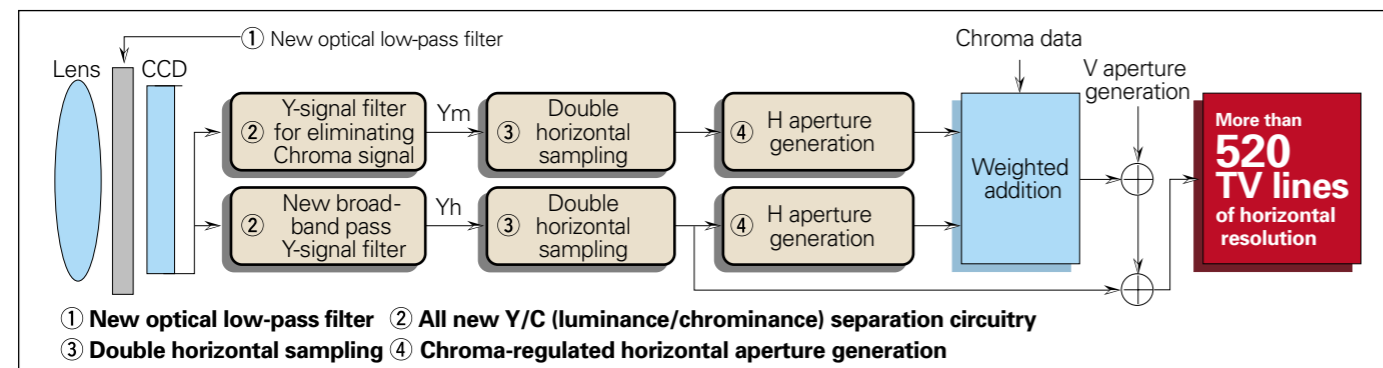 ① New optical low-pass filter
Lens
CCD
② Y-signal filter
for eliminating
Chroma signal
Ym
③ Double
horizontal
sampling
④ H aperture
generation
Chroma data
V aperture
generation
Weighted
addition
② New broad-
band pass
Y-signal filter
Yh
③ Double
horizontal
sampling
④ H aperture
generation
More than
520
TV lines
of horizontal
resolution
① New optical low-pass filter ② All new Y/C (luminance/chrominance) separation circuitry
③ Double horizontal sampling ④ Chroma-regulated horizontal aperture generation